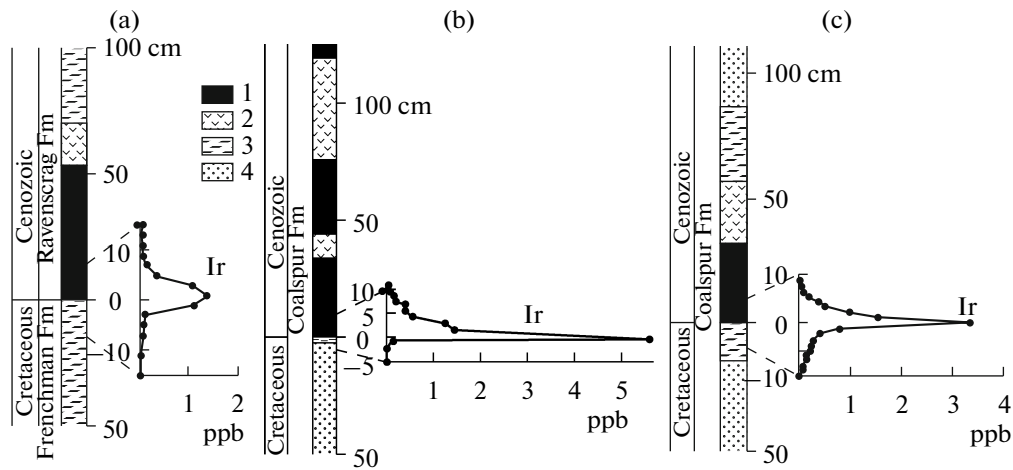 (a)
100 cm
50
0
50
Cenozoic
Cretaceous
Ravenscrag Fm
Frenchman Fm
10
–10
Ir
1
2
ppb
1
2
3
4
(b)
100 cm
50
0
50
Cenozoic
Cretaceous
Coalspur Fm
10
5
–5
Ir
1
2
3
4
5
ppb
(c)
100 cm
50
0
50
Cenozoic
Cretaceous
Coalspur Fm
10
–10
Ir
1
2
3
4
ppb